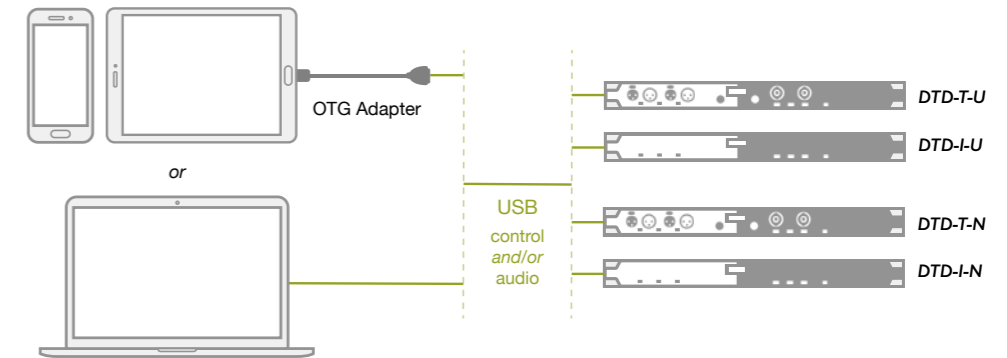 OTG Adapter
or
USB
control
and/or
audio
DTD-T-U
DTD-I-U
DTD-T-N
DTD-I-N